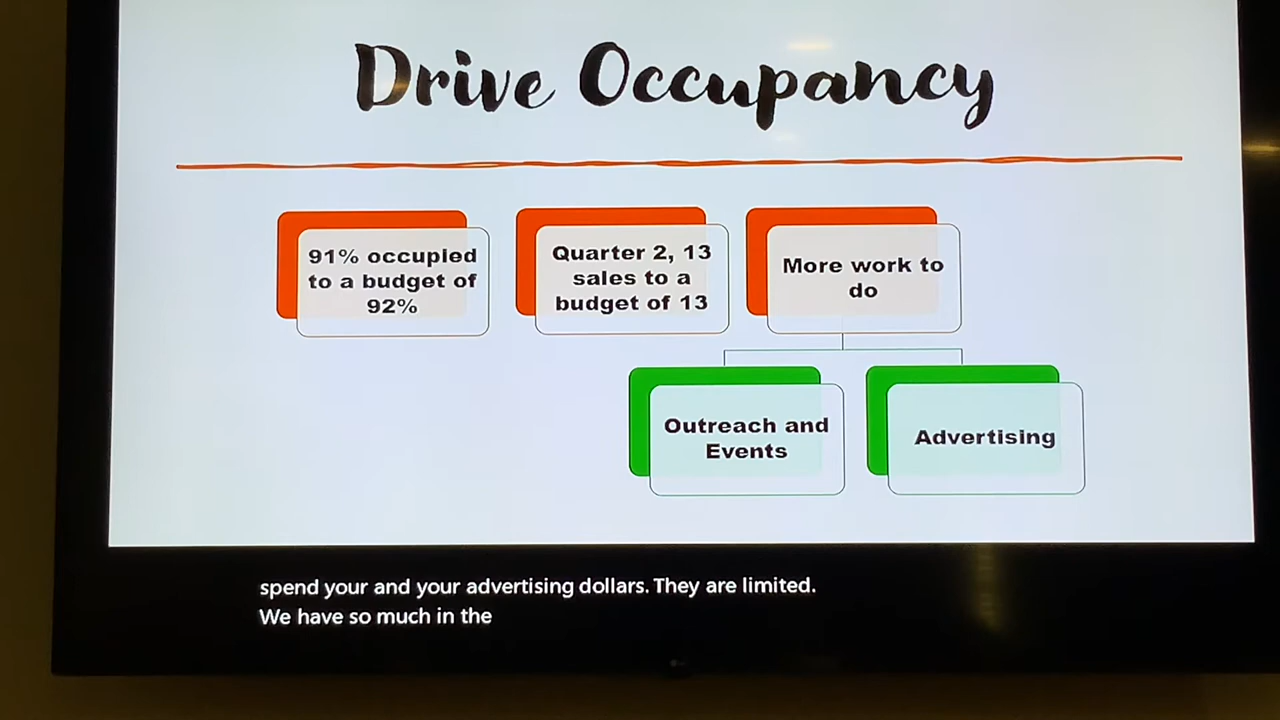 Drive Occupancy
91% occupied
to a budget of
92%
Quarter 2, 13
sales to a
budget of 13
More work to
do
Outreach and
Events
Advertising
spend your and your advertising dollars. They are limited.
We have so much in the